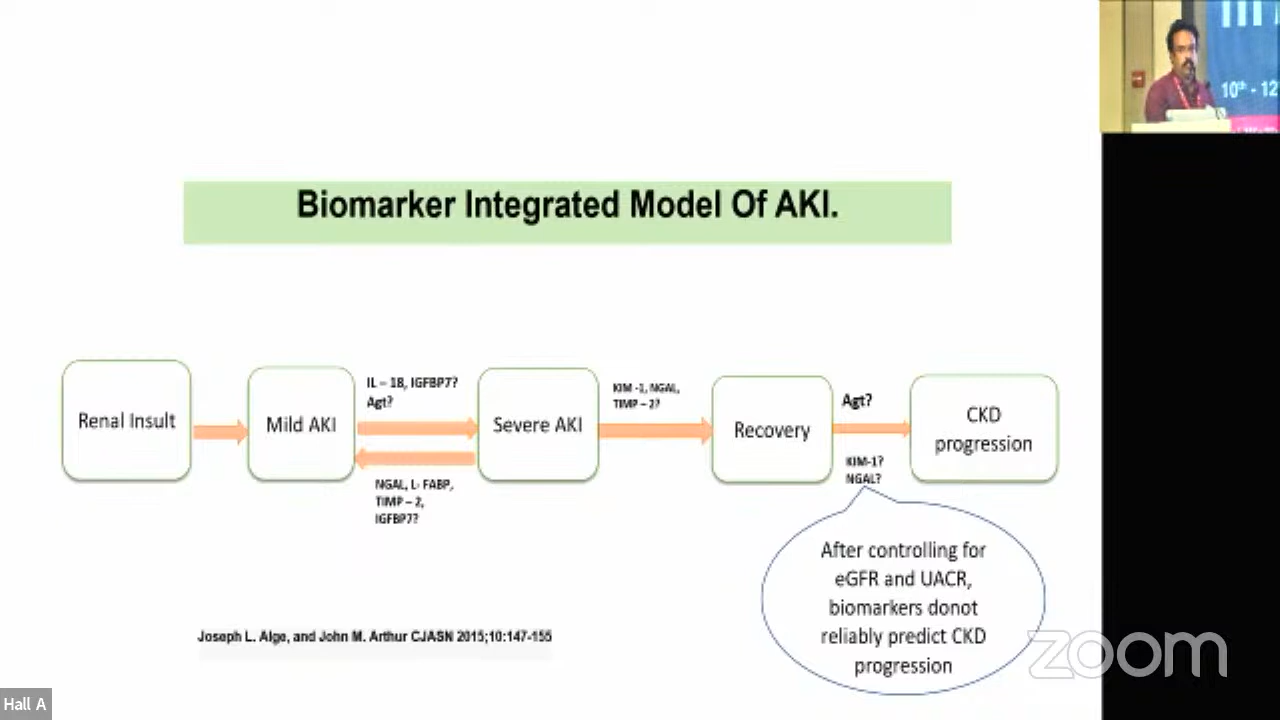 10th - 12
Biomarker Integrated Model Of AKI.
Renal Insult
Mild AKI
IL – 18, IGFBP7?
Agt?
NGAL, L- FABP,
TIMP – 2,
IGFBP7?
Severe AKI
KIM -1, NGAL,
TIMP – 2?
Recovery
Agt?
KIM-1?
NGAL?
CKD
progression
After controlling for
eGFR and UACR,
biomarkers donot
reliably predict CKD
progression
Joseph L. Alge, and John M. Arthur CJASN 2015;10:147-155
zoom
Hall A